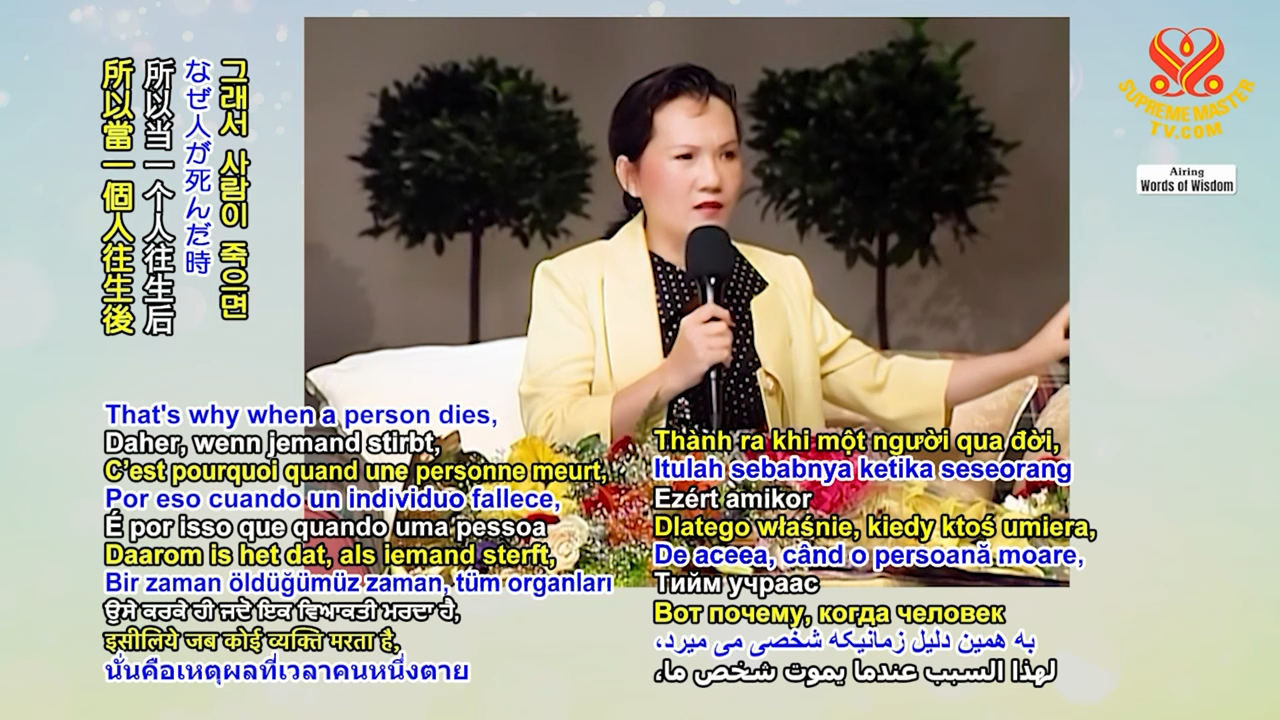 그래서 사람이 죽으면
なぜ人が死んだ時
所以当一个人往生后
所以當一個人往生後
SUPREME MASTER
TV.COM
Airing
Words of Wisdom
That's why when a person dies,
Daher, wenn jemand stirbt,
C'est pourquoi quand une personne meurt,
Por eso cuando un individuo fallece,
É por isso que quando uma pessoa
Daarom is het dat, als iemand sterft,
Bir zaman öldüğümüz zaman, tüm organları
ਉਸੇ ਕਰਕੇ ਹੀ ਜਦੋ ਇਕ ਵਿਆਕਤੀ ਮਰਦਾ ਹੈ,
इसीलिये जब कोई व्यक्ति मरता है,
นั่นคือเหตุผลที่เวลาคนหนึ่งตาย
Thành ra khi một người qua đời,
Itulah sebabnya ketika seseorang
Ezért amikor
Dlatego właśnie, kiedy ktoś umiera,
De aceea, când o persoană moare,
Тийм учраас
Вот почему, когда человек
به همین دلیل زمانیکه شخصی می میرد،
لهذا السبب عندما يموت شخص ما،